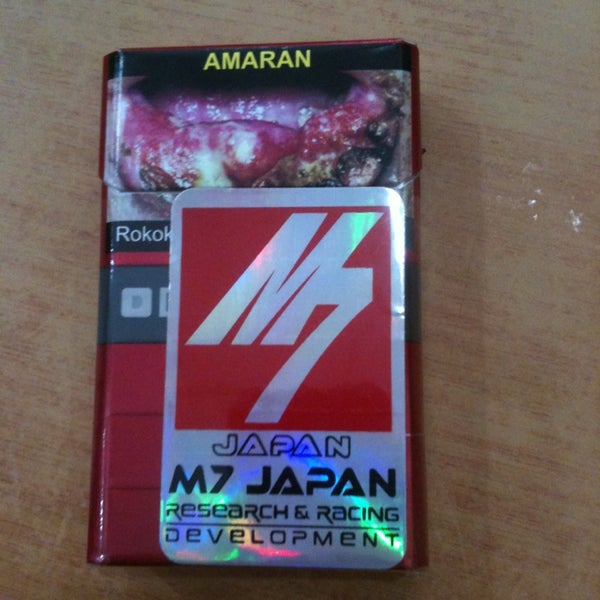 AMARAN
Rokok
D
M7
JAPAN
M7 JAPAN
RESEARCH & RACING
DEVELOPMENT